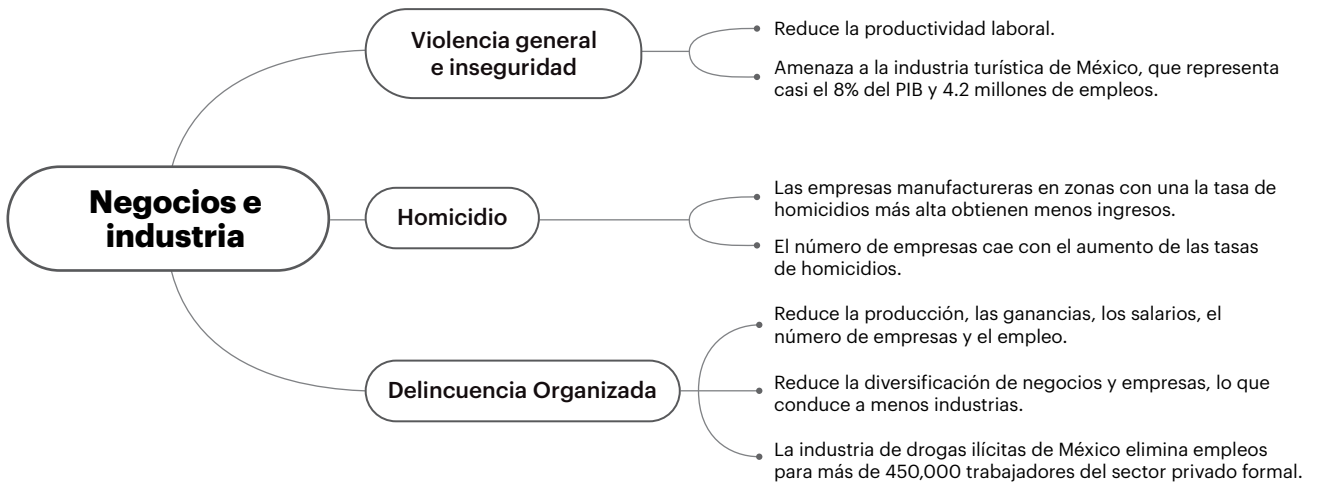 Negocios e
industria
Violencia general
e inseguridad
Reduce la productividad laboral.
Amenaza a la industria turística de México, que representa
casi el 8% del PIB y 4.2 millones de empleos.
Homicidio
Las empresas manufactureras en zonas con una la tasa de
homicidios más alta obtienen menos ingresos.
El número de empresas cae con el aumento de las tasas
de homicidios.
Delincuencia Organizada
Reduce la producción, las ganancias, los salarios, el
número de empresas y el empleo.
Reduce la diversificación de negocios y empresas, lo que
conduce a menos industrias.
La industria de drogas ilícitas de México elimina empleos
para más de 450,000 trabajadores del sector privado formal.